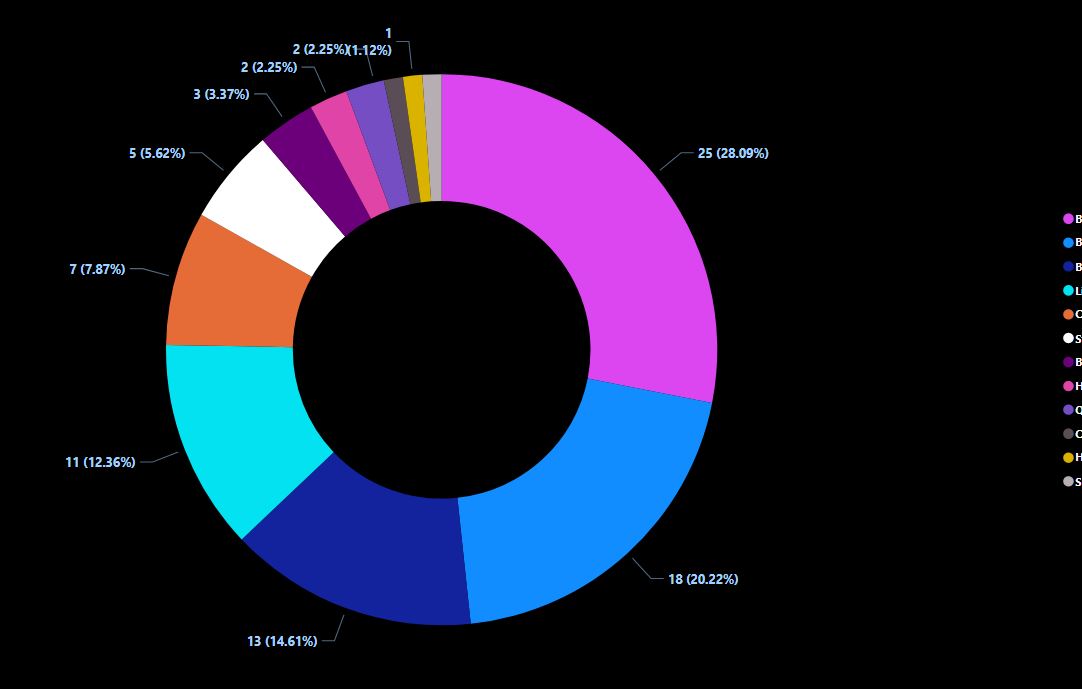 1
(1.12%)
2 (2.25%)
2 (2.25%)
3 (3.37%)
5 (5.62%)
7 (7.87%)
11 (12.36%)
13 (14.61%)
18 (20.22%)
25 (28.09%)
B
B
B
Li
O
S
B
H
Q
C
H
S